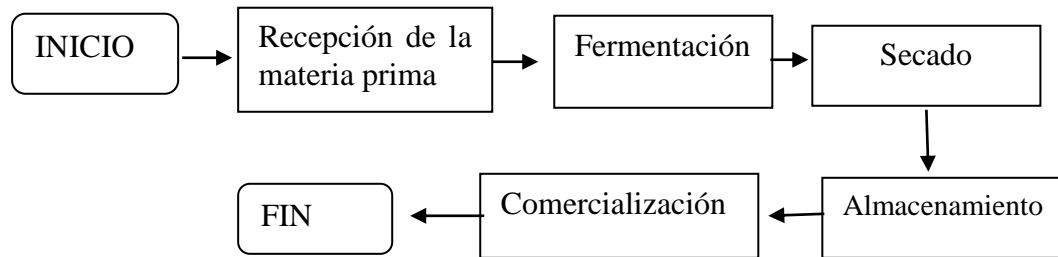 INICIO
Recepción de la
materia prima
Fermentación
Secado
Almacenamiento
Comercialización
FIN